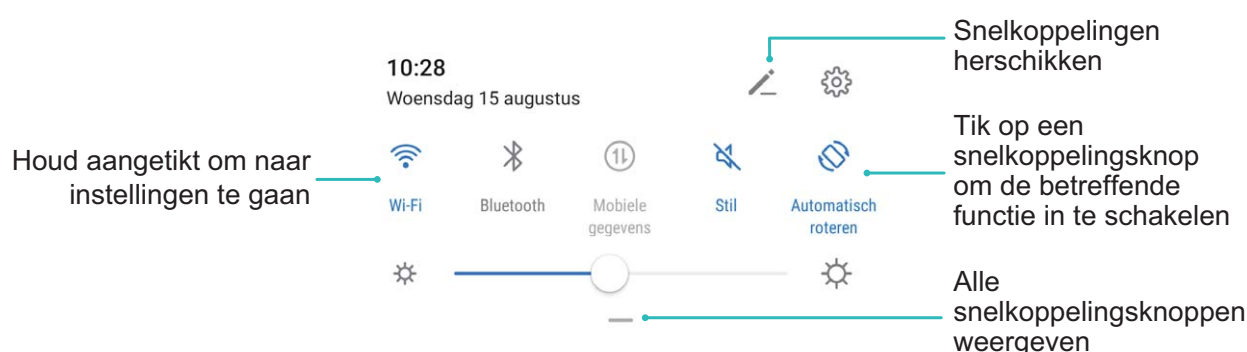 Snelkoppelingen
herschikken
10:28
Woensdag 15 augustus
Houd aangetikt om naar
instellingen te gaan
Tik op een
snelkoppelingsknop
om de betreffende
functie in te schakelen
Wi-Fi
Bluetooth
Mobiele
gegevens
Stil
Automatisch
roteren
Alle
snelkoppelingsknoppen
weergeven